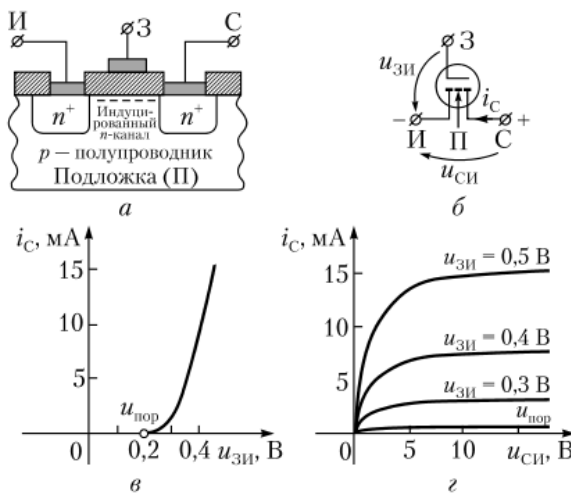 И З С
n⁺ Индуци-
рованный
n-канал n⁺
p — полупроводник
Подложка (П)
а
З
uЗИ
iС
− И П С +
uСИ
б
iС, мА
15
10
5
uпор
0 0,2 0,4 uЗИ, В
в
iС, мА
15
10
5
uЗИ = 0,5 В
uЗИ = 0,4 В
uЗИ = 0,3 В
uпор
0 5 10 uСИ, В
г